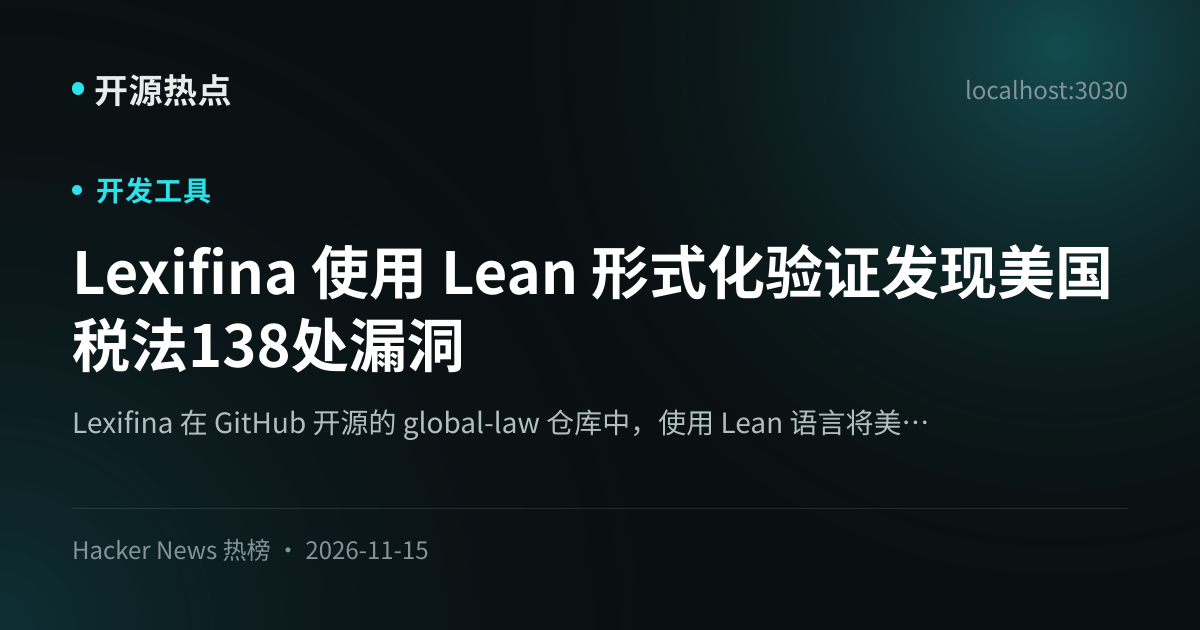 开源热点
localhost:3030
开发工具
Lexifina 使用 Lean 形式化验证发现美国
税法138处漏洞
Lexifina 在 GitHub 开源的 global-law 仓库中，使用 Lean 语言将美…
Hacker News 热榜 · 2026-11-15